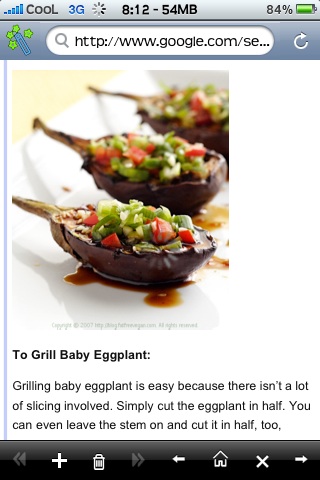 CooL 3G 8:12 - 54MB 84%
http://www.google.com/se...
Copyright © 2007 http://blog.fatfreevegan.com. All rights reserved.
To Grill Baby Eggplant:
Grilling baby eggplant is easy because there isn't a lot
of slicing involved. Simply cut the eggplant in half. You
can even leave the stem on and cut it in half, too,